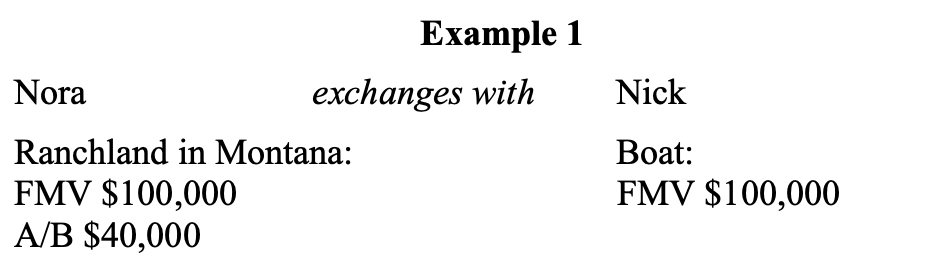 Example 1
Nora exchanges with Nick
Ranchland in Montana: Boat:
FMV $100,000 FMV $100,000
A/B $40,000